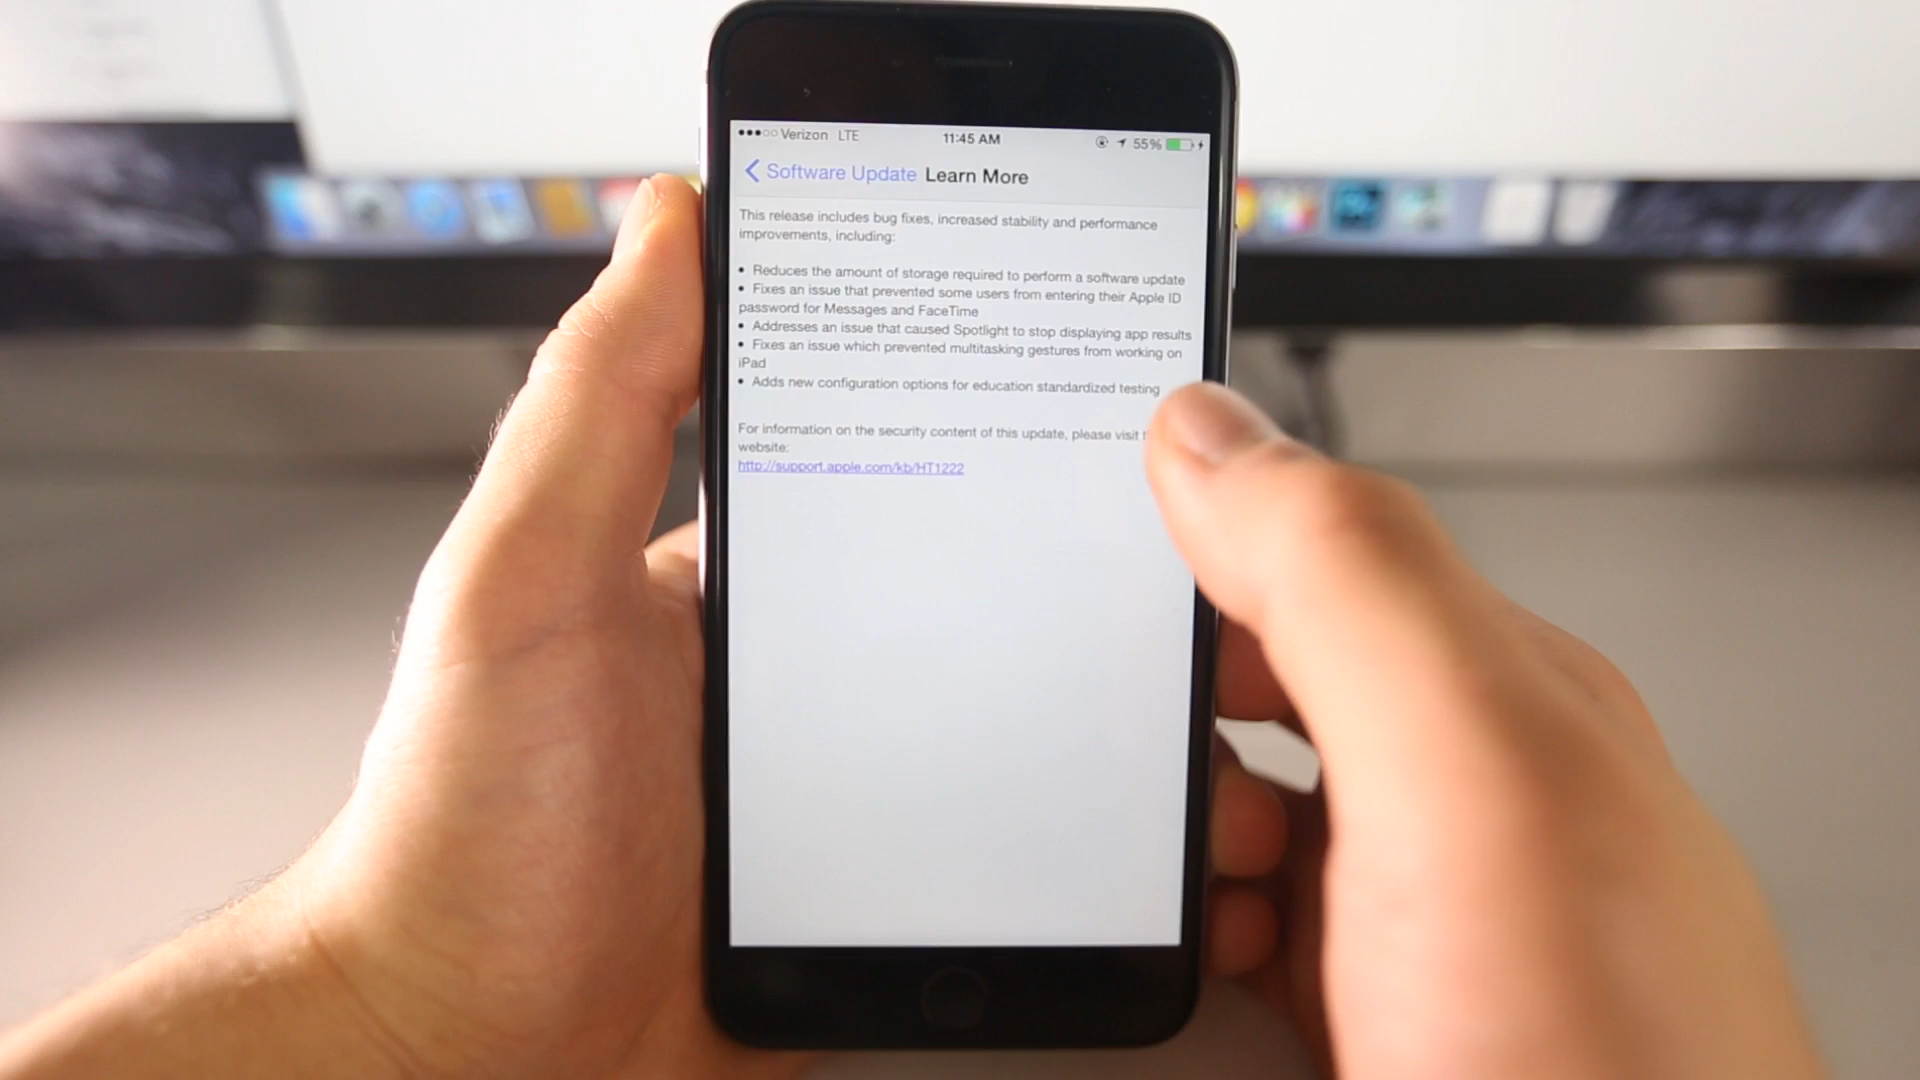 Verizon LTE 11:45 AM 55%
Software Update Learn More
This release includes bug fixes, increased stability and performance
improvements, including:
• Reduces the amount of storage required to perform a software update
• Fixes an issue that prevented some users from entering their Apple ID
password for Messages and FaceTime
• Addresses an issue that caused Spotlight to stop displaying app results
• Fixes an issue which prevented multitasking gestures from working on
iPad
• Adds new configuration options for education standardized testing
For information on the security content of this update, please visit
website:
http://support.apple.com/kb/HT1222